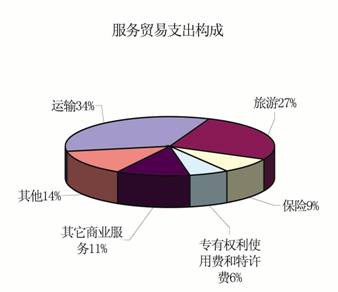 服务贸易支出构成
运输34%
旅游27%
其他14%
保险9%
其它商业服
务11%
专有权利使
用费和特许
费6%